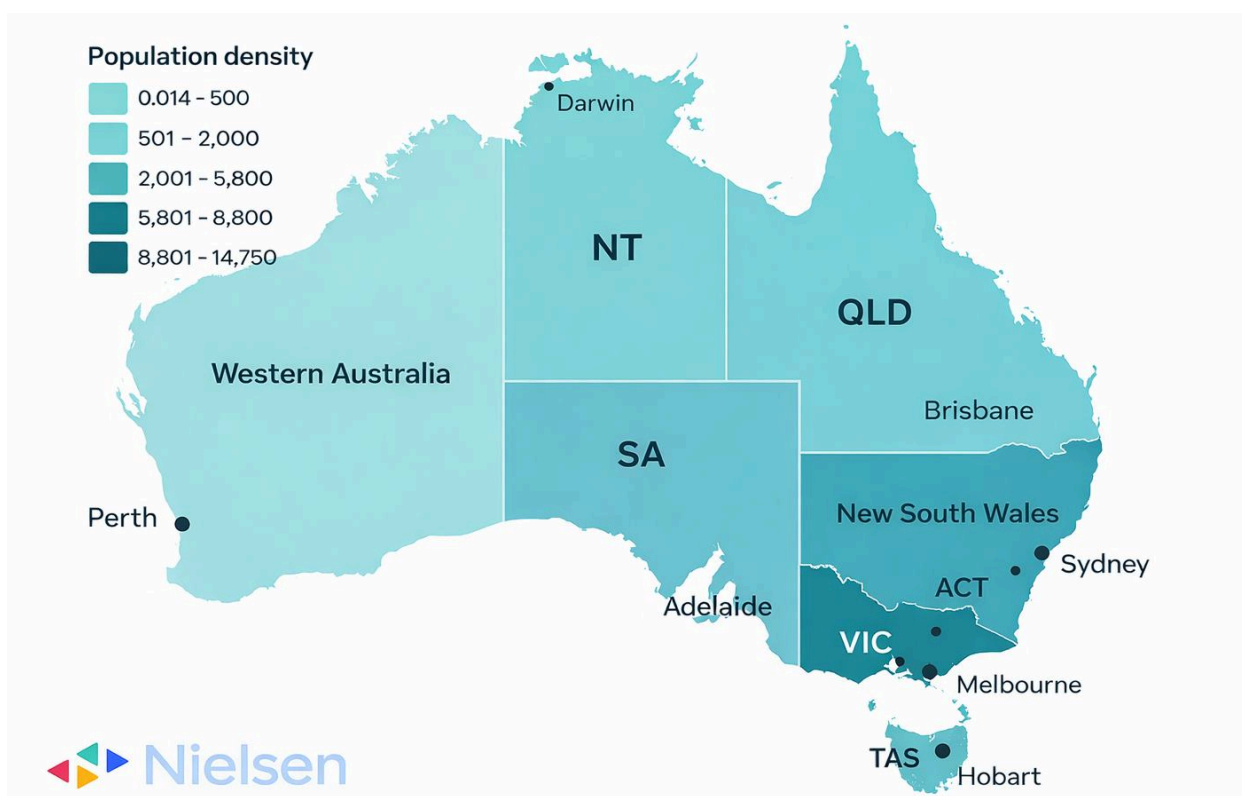 Population density
0.014 - 500
501 - 2,000
2,001 - 5,800
5,801 - 8,800
8,801 - 14,750
Darwin
NT
QLD
Western Australia
Brisbane
SA
Perth
New South Wales
Sydney
ACT
Adelaide
VIC
Melbourne
TAS
Hobart
Nielsen